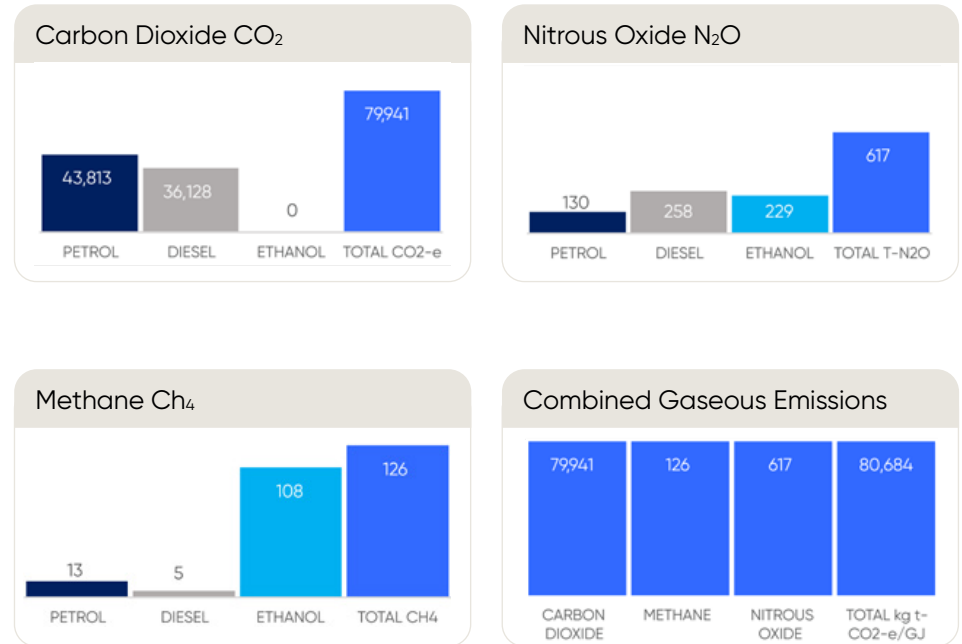 Carbon Dioxide CO₂
79,941
43,813
36,128
0
PETROL DIESEL ETHANOL TOTAL CO2-e
Nitrous Oxide N₂O
617
130
258
229
PETROL DIESEL ETHANOL TOTAL T-N2O
Methane Ch₄
126
108
13
5
PETROL DIESEL ETHANOL TOTAL CH4
Combined Gaseous Emissions
79,941 126 617 80,684
CARBON DIOXIDE
METHANE
NITROUS OXIDE
TOTAL kg t-
CO2-e/GJ